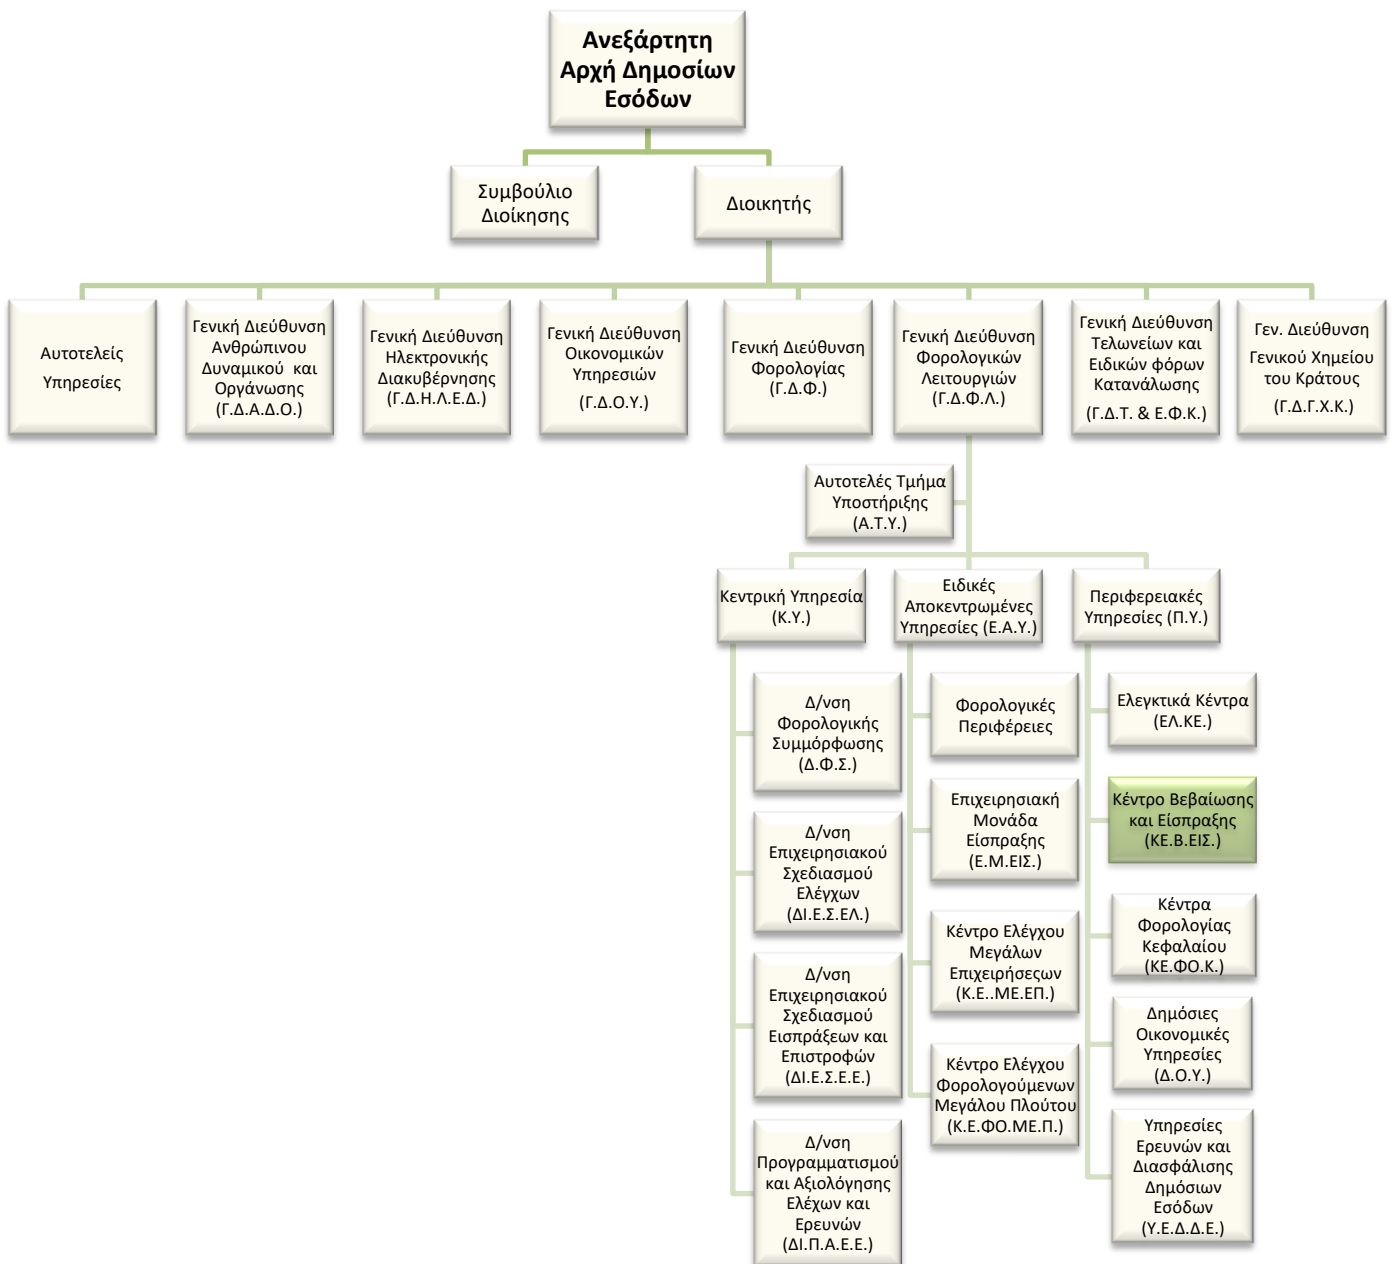 Ανεξάρτητη
Αρχή Δημοσίων
Εσόδων
Συμβούλιο
Διοίκησης
Διοικητής
Αυτοτελείς
Υπηρεσίες
Γενική Διεύθυνση
Ανθρώπινου
Δυναμικού και
Οργάνωσης
(Γ.Δ.Α.Δ.Ο.)
Γενική Διεύθυνση
Ηλεκτρονικής
Διακυβέρνησης
(Γ.Δ.Η.Λ.Ε.Δ.)
Γενική Διεύθυνση
Οικονομικών
Υπηρεσιών
(Γ.Δ.Ο.Υ.)
Γενική Διεύθυνση
Φορολογίας
(Γ.Δ.Φ.)
Γενική Διεύθυνση
Φορολογικών
Λειτουργιών
(Γ.Δ.Φ.Λ.)
Γενική Διεύθυνση
Τελωνείων και
Ειδικών φόρων
Κατανάλωσης
(Γ.Δ.Τ. & Ε.Φ.Κ.)
Γεν. Διεύθυνση
Γενικού Χημείου
του Κράτους
(Γ.Δ.Γ.Χ.Κ.)
Αυτοτελές Τμήμα
Υποστήριξης
(Α.Τ.Υ.)
Κεντρική Υπηρεσία
(Κ.Υ.)
Δ/νση
Φορολογικής
Συμμόρφωσης
(Δ.Φ.Σ.)
Δ/νση
Επιχειρησιακού
Σχεδιασμού
Ελέγχων
(ΔΙ.Ε.Σ.ΕΛ.)
Δ/νση
Επιχειρησιακού
Σχεδιασμού
Εισπράξεων και
Επιστροφών
(ΔΙ.Ε.Σ.Ε.Ε.)
Δ/νση
Προγραμματισμού
και Αξιολόγησης
Ελέχων και
Ερευνών
(ΔΙ.Π.Α.Ε.Ε.)
Ειδικές
Αποκεντρωμένες
Υπηρεσίες (Ε.Α.Υ.)
Φορολογικές
Περιφέρειες
Επιχειρησιακή
Μονάδα
Είσπραξης
(Ε.Μ.ΕΙΣ.)
Κέντρο Ελέγχου
Μεγάλων
Επιχειρήσεςων
(Κ.Ε..ΜΕ.ΕΠ.)
Κέντρο Ελέγχου
Φορολογούμενων
Μεγάλου Πλούτου
(Κ.Ε.ΦΟ.ΜΕ.Π.)
Περιφερειακές
Υπηρεσίες (Π.Υ.)
Ελεγκτικά Κέντρα
(ΕΛ.ΚΕ.)
Κέντρο Βεβαίωσης
και Είσπραξης
(ΚΕ.Β.ΕΙΣ.)
Κέντρα
Φορολογίας
Κεφαλαίου
(ΚΕ.ΦΟ.Κ.)
Δημόσιες
Οικονομικές
Υπηρεσίες
(Δ.Ο.Υ.)
Υπηρεσίες
Ερευνών και
Διασφάλισης
Δημόσιων
Εσόδων
(Υ.Ε.Δ.Δ.Ε.)